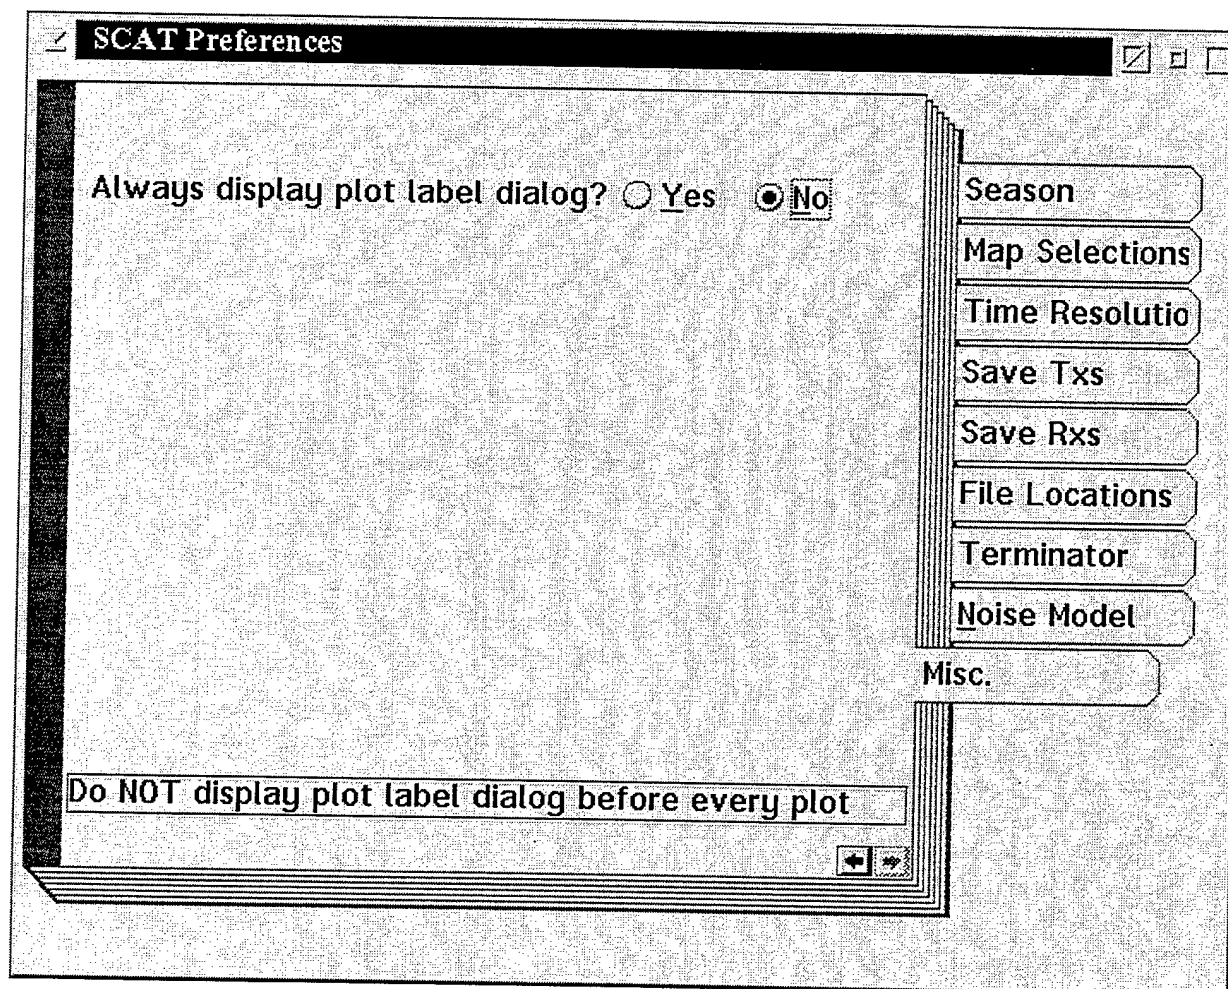 SCAT Preferences
Always display plot label dialog? Yes No
Season
Map Selections
Time Resolutio
Save Txs
Save Rxs
File Locations
Terminator
Noise Model
Misc.
Do NOT display plot label dialog before every plot